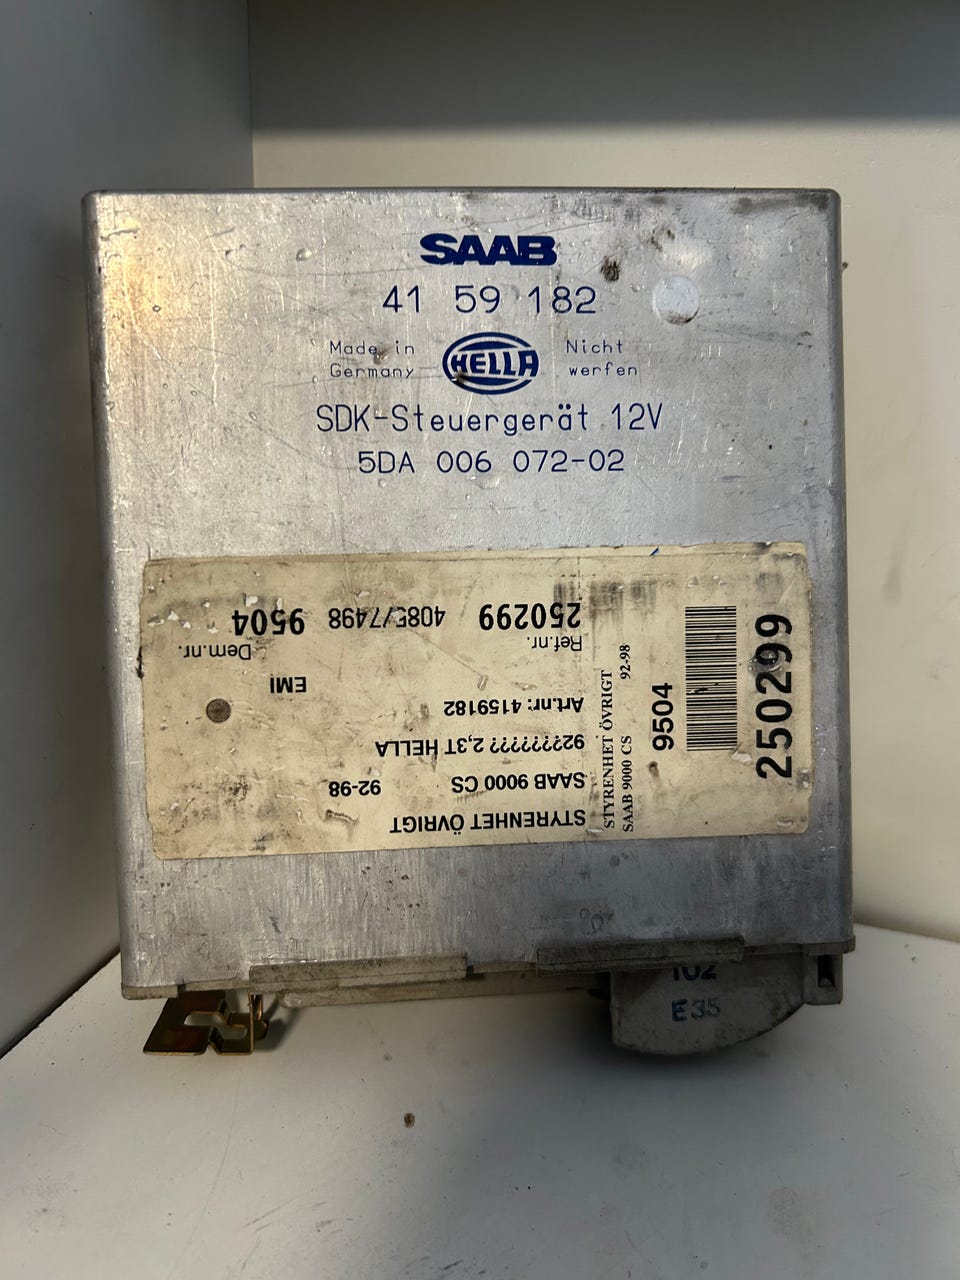 SAAB
41 59 182
Made in Germany
HELLA
Nicht werfen
SDK-Steuergerät 12V
5DA 006 072-02
STYRENHET ÖVRIGT
SAAB 9000 CS 92-98
92??????? 2,3T HELLA
Art.nr: 4159182
EMI
Ref.nr. Dem.nr.
250299 9504
STYRENHET ÖVRIGT
SAAB 9000 CS 92-98
9504
250299
102
E35